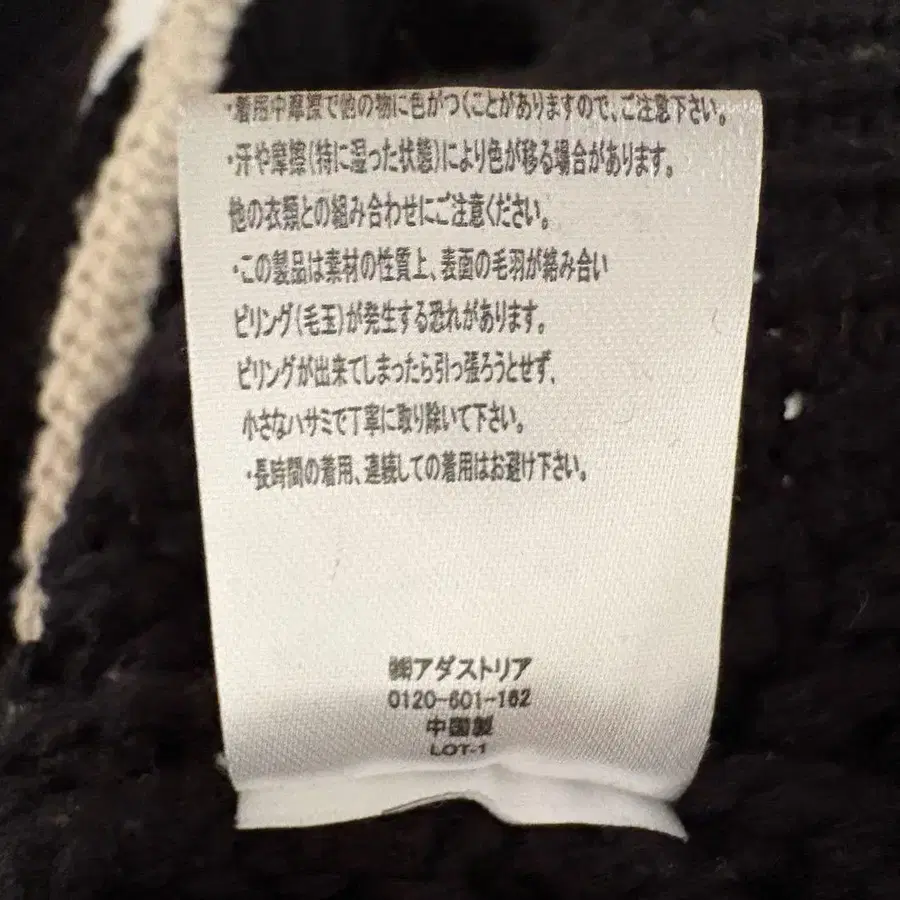 ・着用中摩擦で他の物に色がつくことがありますので、ご注意下さい。
・汗や摩擦(特に湿った状態)により色が移る場合があります。
他の衣類との組み合わせにご注意ください。
・この製品は素材の性質上、表面の毛羽が絡み合い
ピリング(毛玉)が発生する恐れがあります。
ピリングが出来てしまったら引っ張ろうとせず、
小さなハサミで丁寧に取り除いて下さい。
・長時間の着用、連続しての着用はお避け下さい。
㈱アダストリア
0120-601-162
中国製
LOT-1